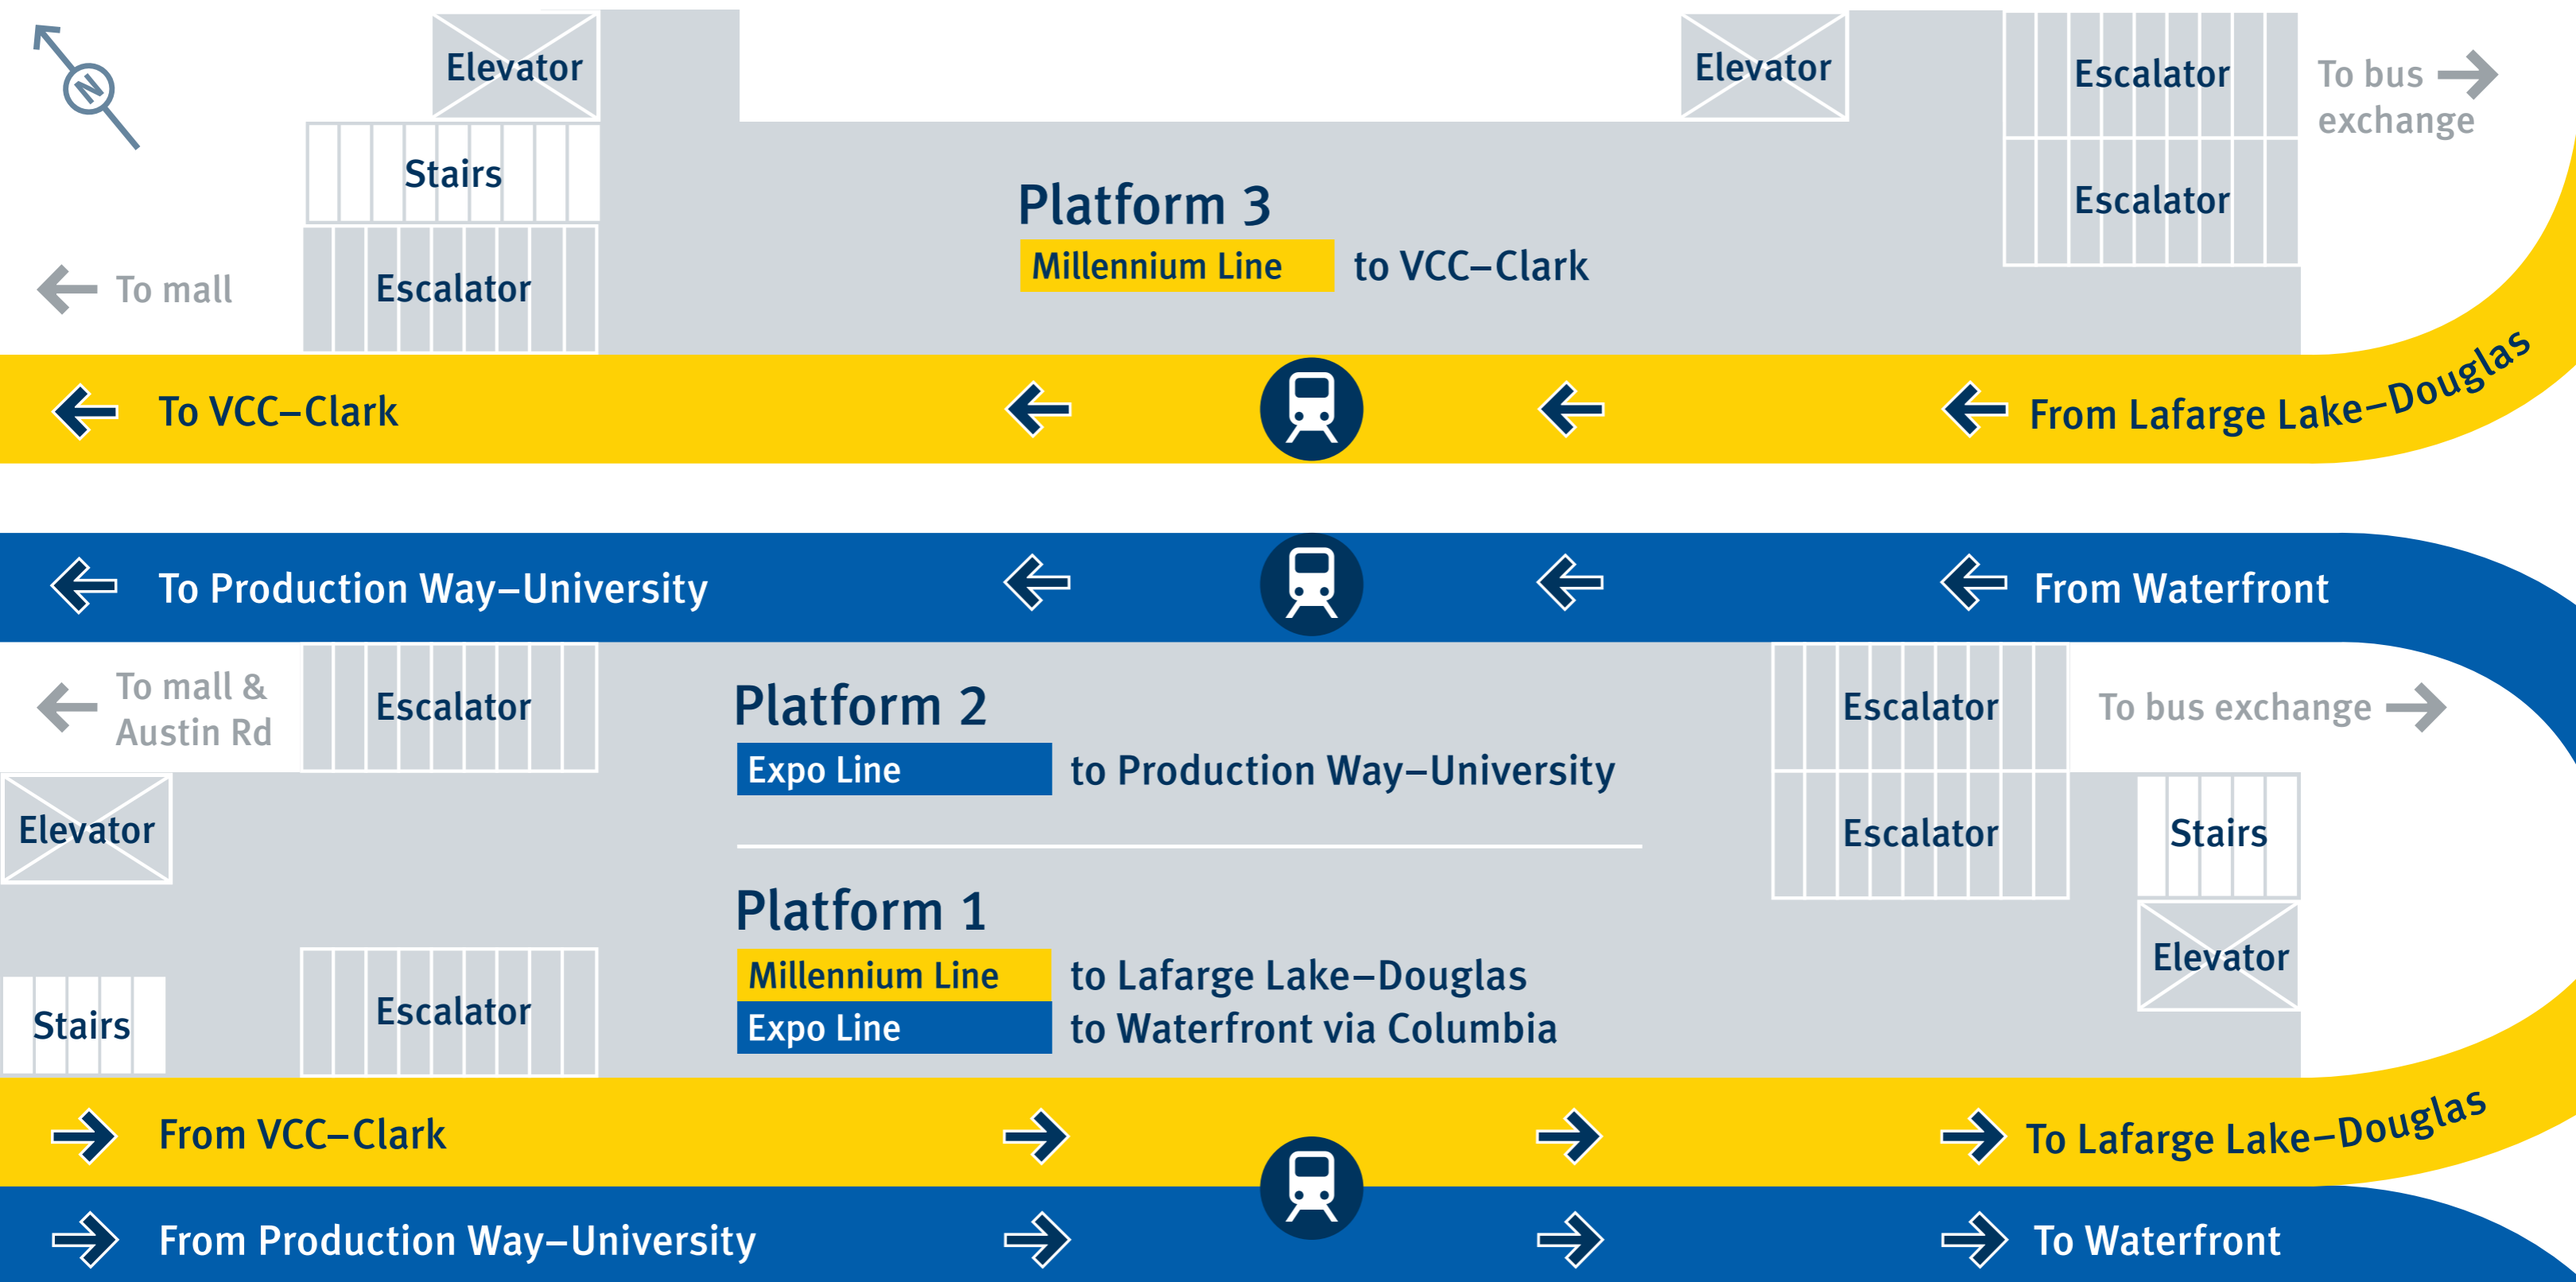 N
Elevator
Elevator
Escalator
To bus
exchange
Stairs
Escalator
Platform 3
Millennium Line to VCC–Clark
To mall
Escalator
To VCC–Clark
From Lafarge Lake–Douglas
To Production Way–University
From Waterfront
To mall &
Austin Rd
Escalator
Platform 2
Expo Line to Production Way–University
Escalator
To bus exchange
Elevator
Escalator
Stairs
Platform 1
Millennium Line to Lafarge Lake–Douglas
Expo Line to Waterfront via Columbia
Elevator
Stairs
Escalator
From VCC–Clark
To Lafarge Lake–Douglas
From Production Way–University
To Waterfront